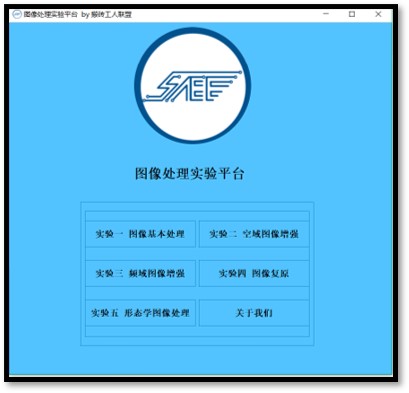 图像处理实验平台 by 搬砖工人联盟
SAEE
图像处理实验平台
实验一 图像基本处理
实验二 空域图像增强
实验三 频域图像增强
实验四 图像复原
实验五 形态学图像处理
关于我们